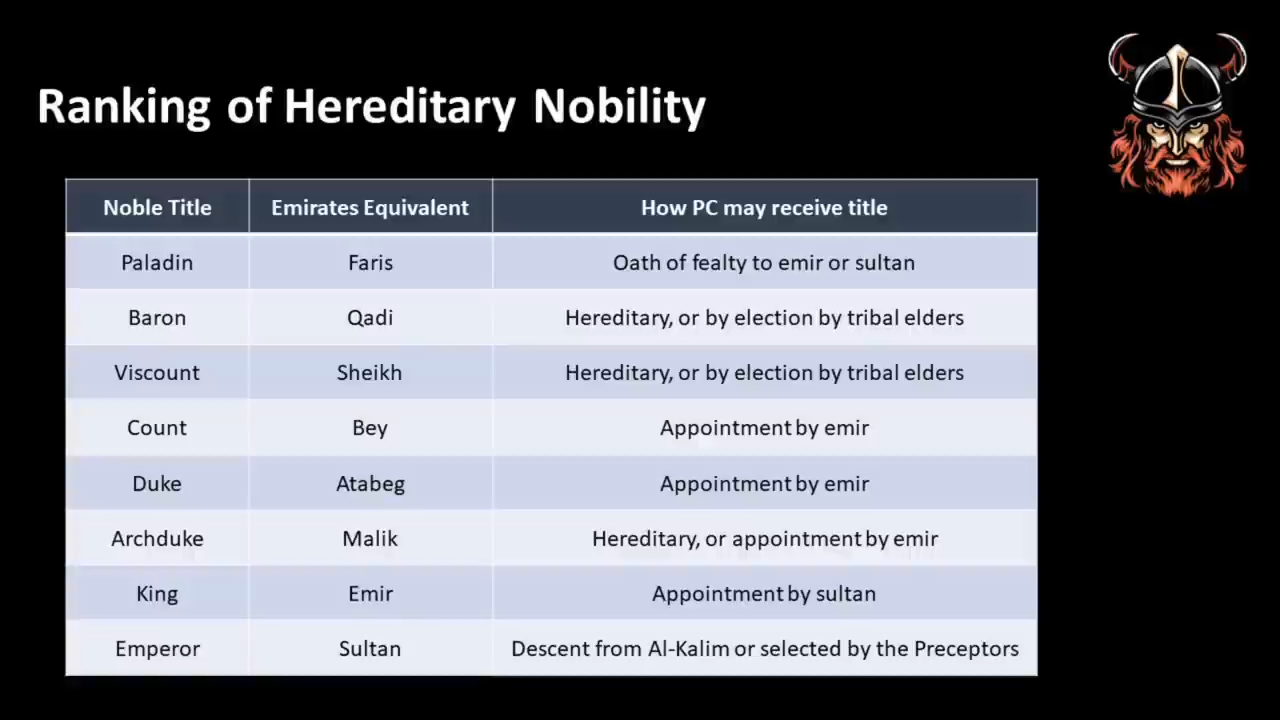 Ranking of Hereditary Nobility
Noble Title Emirates Equivalent How PC may receive title
Paladin Faris Oath of fealty to emir or sultan
Baron Qadi Hereditary, or by election by tribal elders
Viscount Sheikh Hereditary, or by election by tribal elders
Count Bey Appointment by emir
Duke Atabeg Appointment by emir
Archduke Malik Hereditary, or appointment by emir
King Emir Appointment by sultan
Emperor Sultan Descent from Al-Kalim or selected by the Preceptors